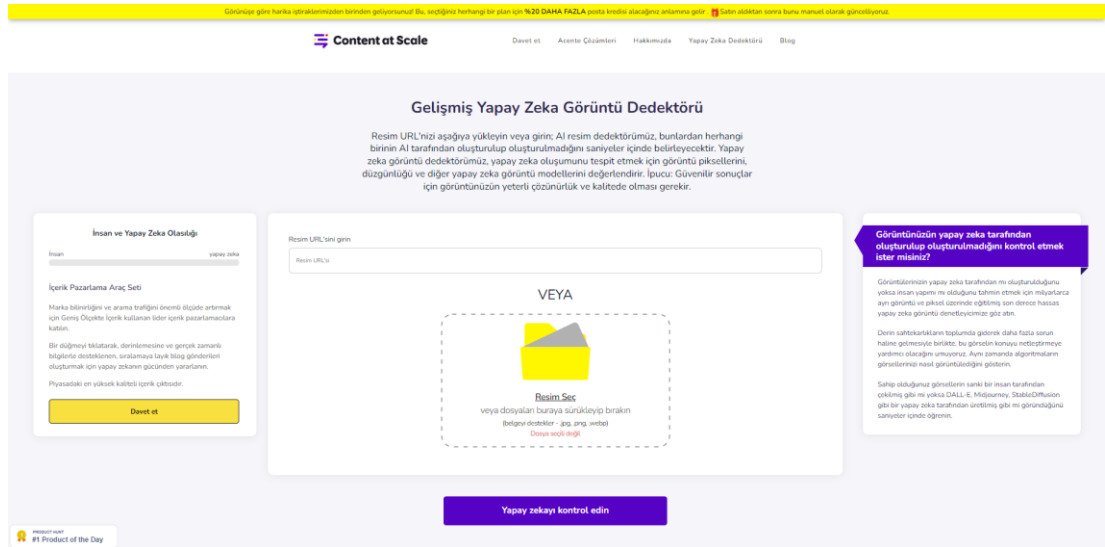 Görünüşe göre harika iştiraklerimizden birinden geliyorsunuz! Bu, seçtiğiniz herhangi bir plan için %20 DAHA FAZLA posta kredisi alacağınız anlamına gelir . 🎁 Satın aldıktan sonra bunu manuel olarak güncelliyoruz.
Content at Scale
Davet et Acente Çözümleri Hakkımızda Yapay Zeka Dedektörü Blog
Gelişmiş Yapay Zeka Görüntü Dedektörü
Resim URL'nizi aşağıya yükleyin veya girin; AI resim dedektörümüz, bunlardan herhangi
birinin AI tarafından oluşturulup oluşturulmadığını saniyeler içinde belirleyecektir. Yapay
zeka görüntü dedektörümüz, yapay zeka oluşumunu tespit etmek için görüntü piksellerini,
düzgünlüğü ve diğer yapay zeka görüntü modellerini değerlendirir. İpucu: Güvenilir sonuçlar
için görüntünüzün yeterli çözünürlük ve kalitede olması gerekir.
İnsan ve Yapay Zeka Olasılığı
İnsan yapay zeka
İçerik Pazarlama Araç Seti
Marka bilinirliğini ve arama trafiğini önemli ölçüde artırmak
için Geniş Ölçekte İçerik kullanan lider içerik pazarlamacılara
katılın.
Bir düğmeyi tıklatarak, derinlemesine ve gerçek zamanlı
bilgilerle desteklenen, sıralamaya layık blog gönderileri
oluşturmak için yapay zekanın gücünden yararlanın.
Piyasadaki en yüksek kaliteli içerik çıktısıdır.
Davet et
Resim URL'sini girin
Resim URL'si
VEYA
Resim Seç
veya dosyaları buraya sürükleyip bırakın
(belgeyi destekler - .jpg, .png, .webp)
Dosya seçili değil
Yapay zekayı kontrol edin
Görüntünüzün yapay zeka tarafından
oluşturulup oluşturulmadığını kontrol etmek
ister misiniz?
Görüntülerinizin yapay zeka tarafından mı oluşturulduğunu
yoksa insan yapımı mı olduğunu tahmin etmek için milyarlarca
ayrı görüntü ve piksel üzerinde eğitilmiş son derece hassas
yapay zeka görüntü denetleyicimize göz atın.
Derin sahtekarlıkların toplumda giderek daha fazla sorun
haline gelmesiyle birlikte, bu görselin konuyu netleştirmeye
yardımcı olacağını umuyoruz. Aynı zamanda algoritmaların
görsellerinizi nasıl görüntülediğini gösterin.
Sahip olduğunuz görsellerin sanki bir insan tarafından
çekilmiş gibi mi yoksa DALL-E, Midjourney, StableDiffusion
gibi bir yapay zeka tarafından üretilmiş gibi mi göründüğünü
saniyeler içinde öğrenin.
PRODUCT HUNT
#1 Product of the Day